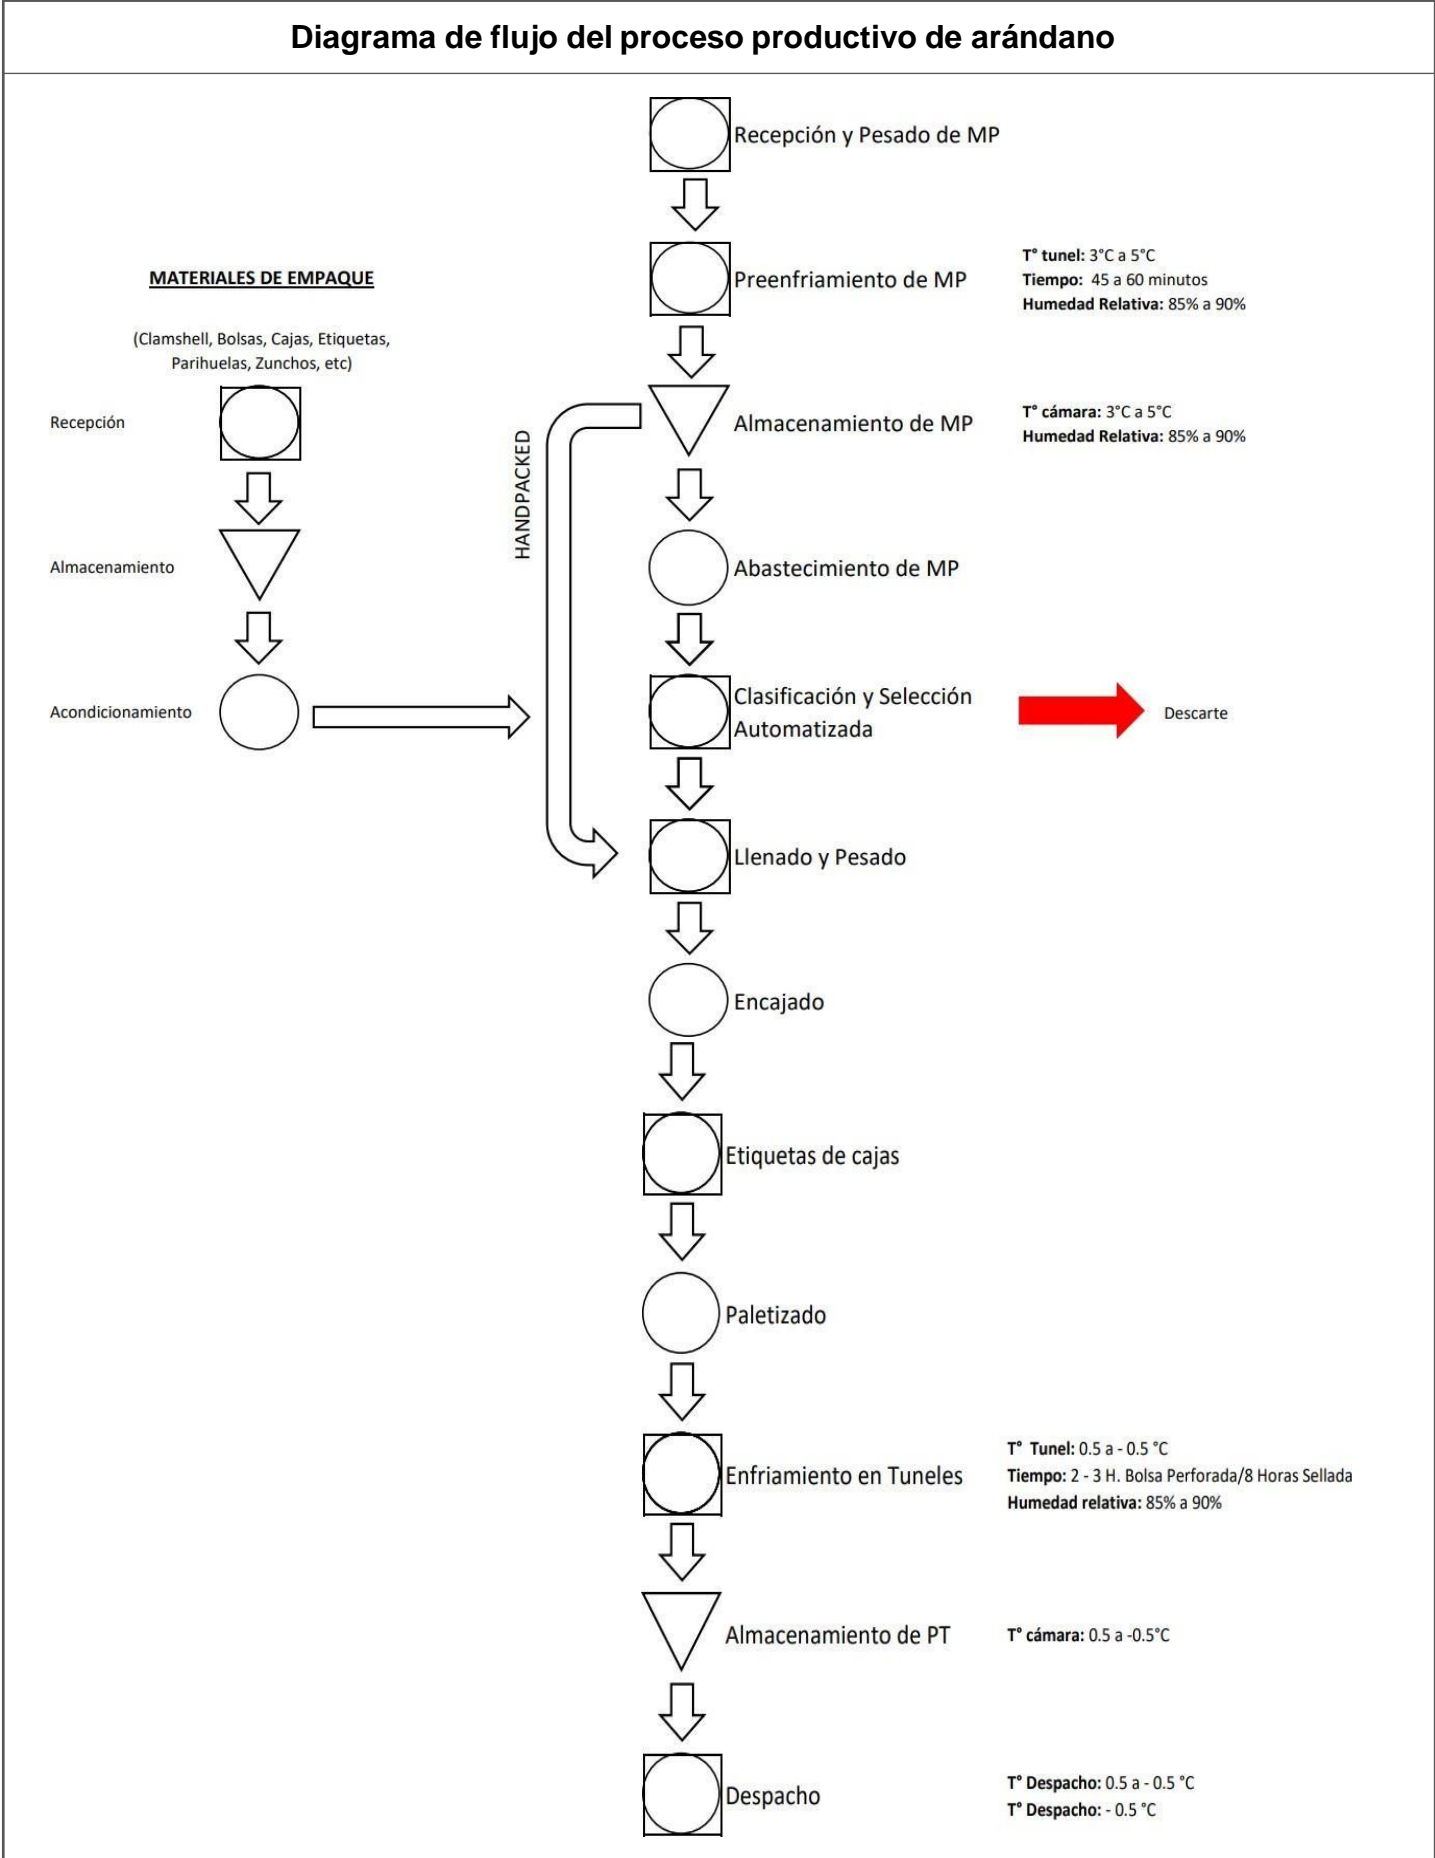 Diagrama de flujo del proceso productivo de arándano
Recepción y Pesado de MP
Preenfriamiento de MP
T° tunel: 3°C a 5°C
Tiempo: 45 a 60 minutos
Humedad Relativa: 85% a 90%
MATERIALES DE EMPAQUE
(Clamshell, Bolsas, Cajas, Etiquetas,
Parihuelas, Zunchos, etc)
Recepción
HANDPACKED
Almacenamiento de MP
T° cámara: 3°C a 5°C
Humedad Relativa: 85% a 90%
Almacenamiento
Abastecimiento de MP
Acondicionamiento
Clasificación y Selección
Automatizada
Descarte
Llenado y Pesado
Encajado
Etiquetas de cajas
Paletizado
Enfriamiento en Tuneles
T° Tunel: 0.5 a - 0.5 °C
Tiempo: 2 - 3 H. Bolsa Perforada/8 Horas Sellada
Humedad relativa: 85% a 90%
Almacenamiento de PT
T° cámara: 0.5 a -0.5°C
Despacho
T° Despacho: 0.5 a - 0.5 °C
T° Despacho: - 0.5 °C